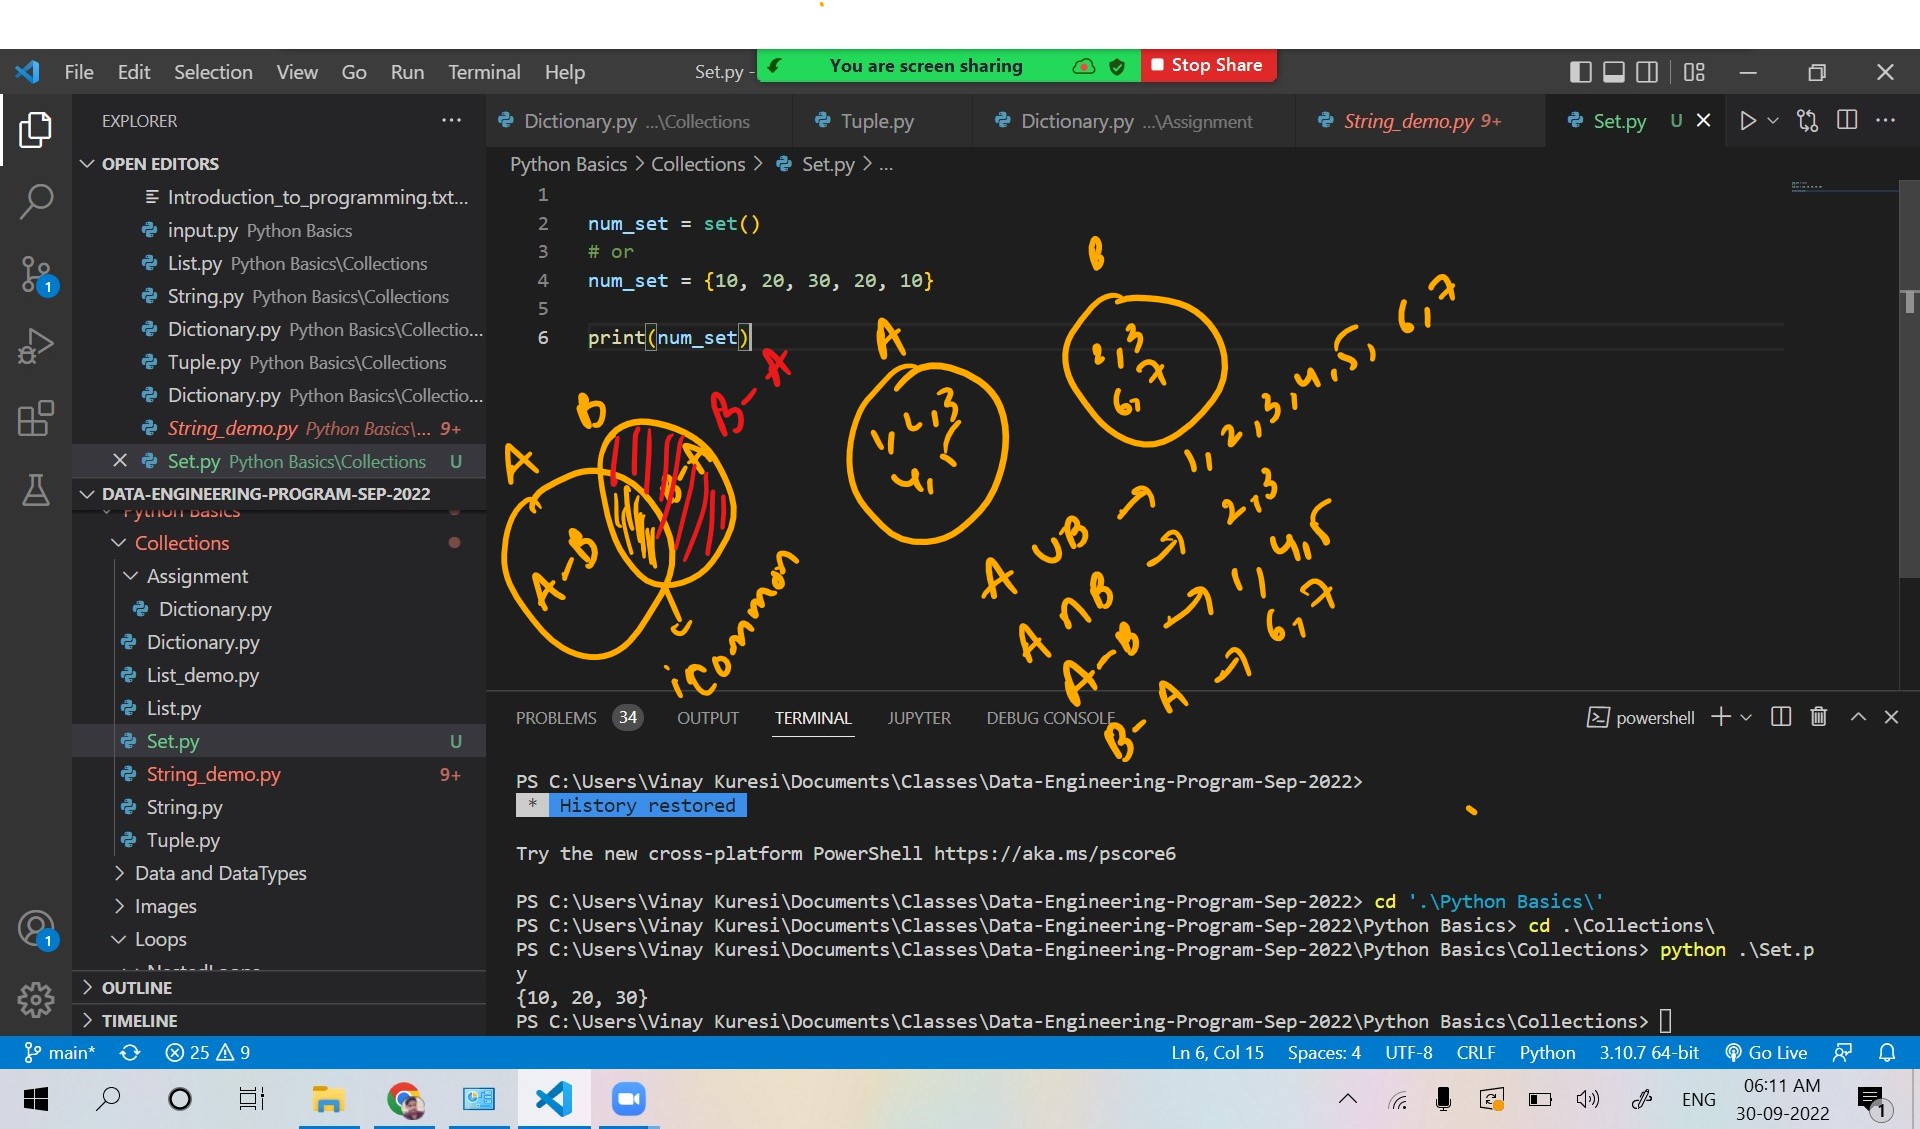 File Edit Selection View Go Run Terminal Help
Set.py -
You are screen sharing
Stop Share
EXPLORER
OPEN EDITORS
Introduction_to_programming.txt...
input.py Python Basics
List.py Python Basics\Collections
String.py Python Basics\Collections
Dictionary.py Python Basics\Collectio...
Tuple.py Python Basics\Collections
Dictionary.py Python Basics\Collectio...
String_demo.py Python Basics\... 9+
Set.py Python Basics\Collections U
DATA-ENGINEERING-PROGRAM-SEP-2022
Python Basics
Collections
Assignment
Dictionary.py
Dictionary.py
List_demo.py
List.py
Set.py U
String_demo.py 9+
String.py
Tuple.py
Data and DataTypes
Images
Loops
NestedLoops
OUTLINE
TIMELINE
1
1
Dictionary.py ...\Collections
Tuple.py
Dictionary.py ...\Assignment
String_demo.py 9+
Set.py U
Python Basics > Collections > Set.py > ...
1
2 num_set = set()
3 # or
4 num_set = {10, 20, 30, 20, 10}
5
6 print(num_set)
A
B
B-A
A-B
B-A
common
A
1, 2, 3
4, 5
B
2, 3
6, 7
A ∪ B → 1, 2, 3, 4, 5, 6, 7
A ∩ B → 2, 3
A-B → 1, 4, 5
B-A → 6, 7
PROBLEMS 34 OUTPUT TERMINAL JUPYTER DEBUG CONSOLE
powershell
PS C:\Users\Vinay Kuresi\Documents\Classes\Data-Engineering-Program-Sep-2022>
* History restored
Try the new cross-platform PowerShell https://aka.ms/pscore6
PS C:\Users\Vinay Kuresi\Documents\Classes\Data-Engineering-Program-Sep-2022> cd '.\Python Basics\'
PS C:\Users\Vinay Kuresi\Documents\Classes\Data-Engineering-Program-Sep-2022\Python Basics> cd .\Collections\
PS C:\Users\Vinay Kuresi\Documents\Classes\Data-Engineering-Program-Sep-2022\Python Basics\Collections> python .\Set.p
y
{10, 20, 30}
PS C:\Users\Vinay Kuresi\Documents\Classes\Data-Engineering-Program-Sep-2022\Python Basics\Collections>
main* 25 9
Ln 6, Col 15 Spaces: 4 UTF-8 CRLF Python 3.10.7 64-bit Go Live
ENG
06:11 AM
30-09-2022
1